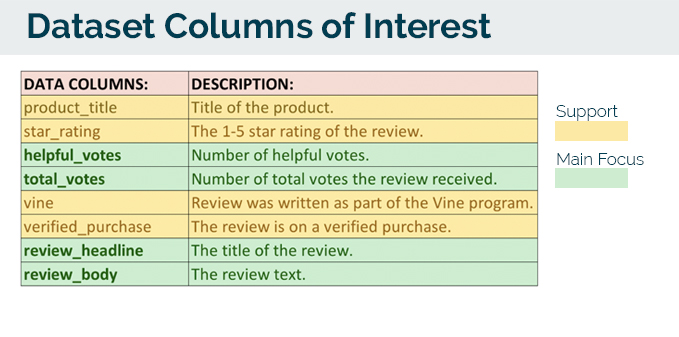 Dataset Columns of Interest
DATA COLUMNS: DESCRIPTION:
product_title Title of the product.
star_rating The 1-5 star rating of the review.
helpful_votes Number of helpful votes.
total_votes Number of total votes the review received.
vine Review was written as part of the Vine program.
verified_purchase The review is on a verified purchase.
review_headline The title of the review.
review_body The review text.
Support
Main Focus